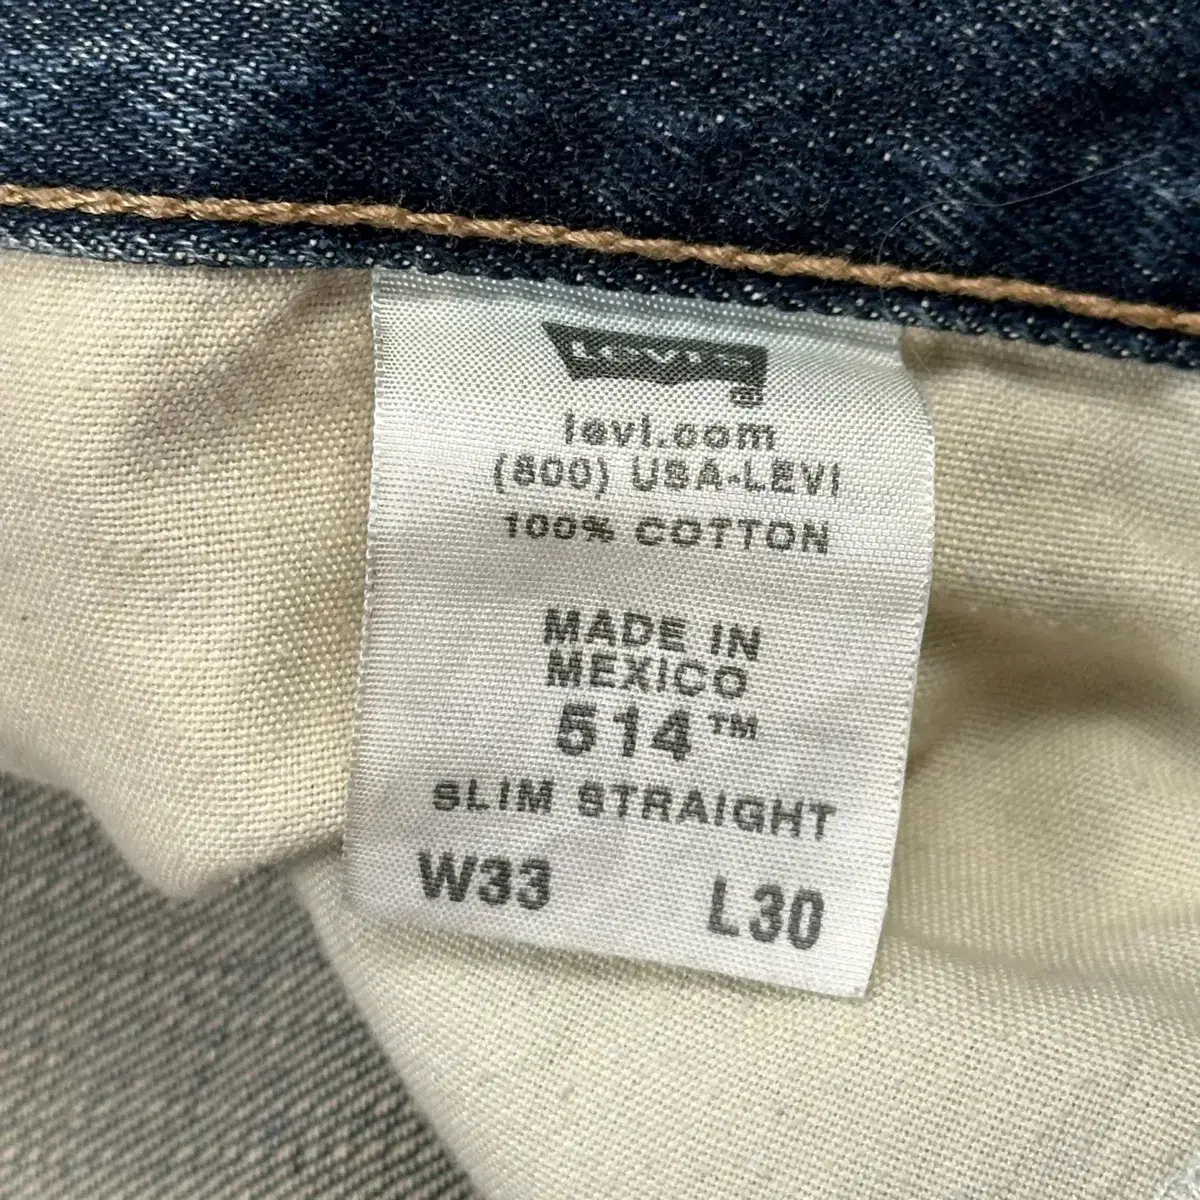 Levi's
levi.com
(800) USA-LEVI
100% COTTON
MADE IN
MEXICO
514™
SLIM STRAIGHT
W33 L30